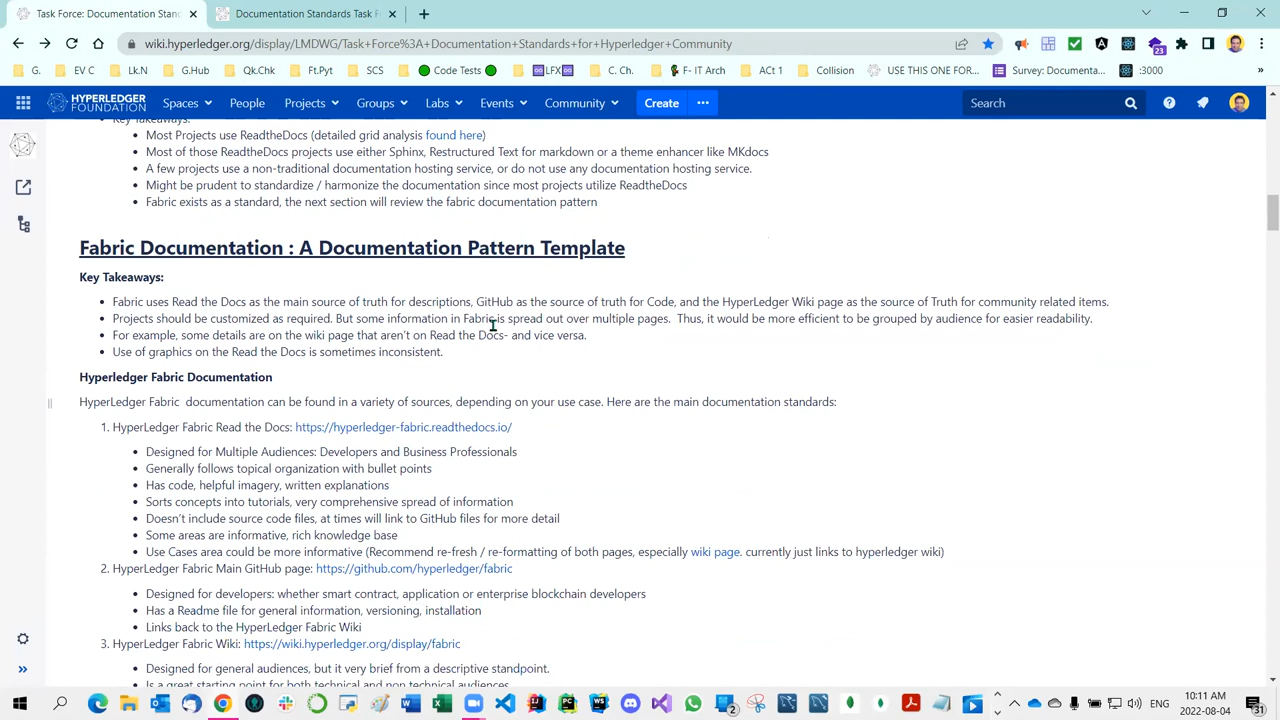 Task Force: Documentation Stand
Documentation Standards Task F
wiki.hyperledger.org/display/LMDWG/Task+Force%3A+Documentation+Standards+for+Hyperledger+Community
23
G.
EV C
Lk.N
G.Hub
Qk.Chk
Ft.Pyt
SCS
Code Tests
LFX
C. Ch.
F- IT Arch
ACt 1
Collision
USE THIS ONE FOR...
Survey: Documenta...
:3000
»
HYPERLEDGER
FOUNDATION
Spaces
People
Projects
Groups
Labs
Events
Community
Create
Search
Key Takeaways:
• Most Projects use ReadtheDocs (detailed grid analysis found here)
• Most of those ReadtheDocs projects use either Sphinx, Restructured Text for markdown or a theme enhancer like MKdocs
• A few projects use a non-traditional documentation hosting service, or do not use any documentation hosting service.
• Might be prudent to standardize / harmonize the documentation since most projects utilize ReadtheDocs
• Fabric exists as a standard, the next section will review the fabric documentation pattern
Fabric Documentation : A Documentation Pattern Template
Key Takeaways:
• Fabric uses Read the Docs as the main source of truth for descriptions, GitHub as the source of truth for Code, and the HyperLedger Wiki page as the source of Truth for community related items.
• Projects should be customized as required. But some information in Fabric is spread out over multiple pages.  Thus, it would be more efficient to be grouped by audience for easier readability.
• For example, some details are on the wiki page that aren't on Read the Docs- and vice versa.
• Use of graphics on the Read the Docs is sometimes inconsistent.
Hyperledger Fabric Documentation
HyperLedger Fabric  documentation can be found in a variety of sources, depending on your use case. Here are the main documentation standards:
1. HyperLedger Fabric Read the Docs: https://hyperledger-fabric.readthedocs.io/
• Designed for Multiple Audiences: Developers and Business Professionals
• Generally follows topical organization with bullet points
• Has code, helpful imagery, written explanations
• Sorts concepts into tutorials, very comprehensive spread of information
• Doesn't include source code files, at times will link to GitHub files for more detail
• Some areas are informative, rich knowledge base
• Use Cases area could be more informative (Recommend re-fresh / re-formatting of both pages, especially wiki page. currently just links to hyperledger wiki)
2. HyperLedger Fabric Main GitHub page: https://github.com/hyperledger/fabric
• Designed for developers: whether smart contract, application or enterprise blockchain developers
• Has a Readme file for general information, versioning, installation
• Links back to the HyperLedger Fabric Wiki
3. HyperLedger Fabric Wiki: https://wiki.hyperledger.org/display/fabric
• Designed for general audiences, but it very brief from a descriptive standpoint.
• Is a great starting point for both technical and non technical audiences
10:11 AM
2022-08-04
2
31